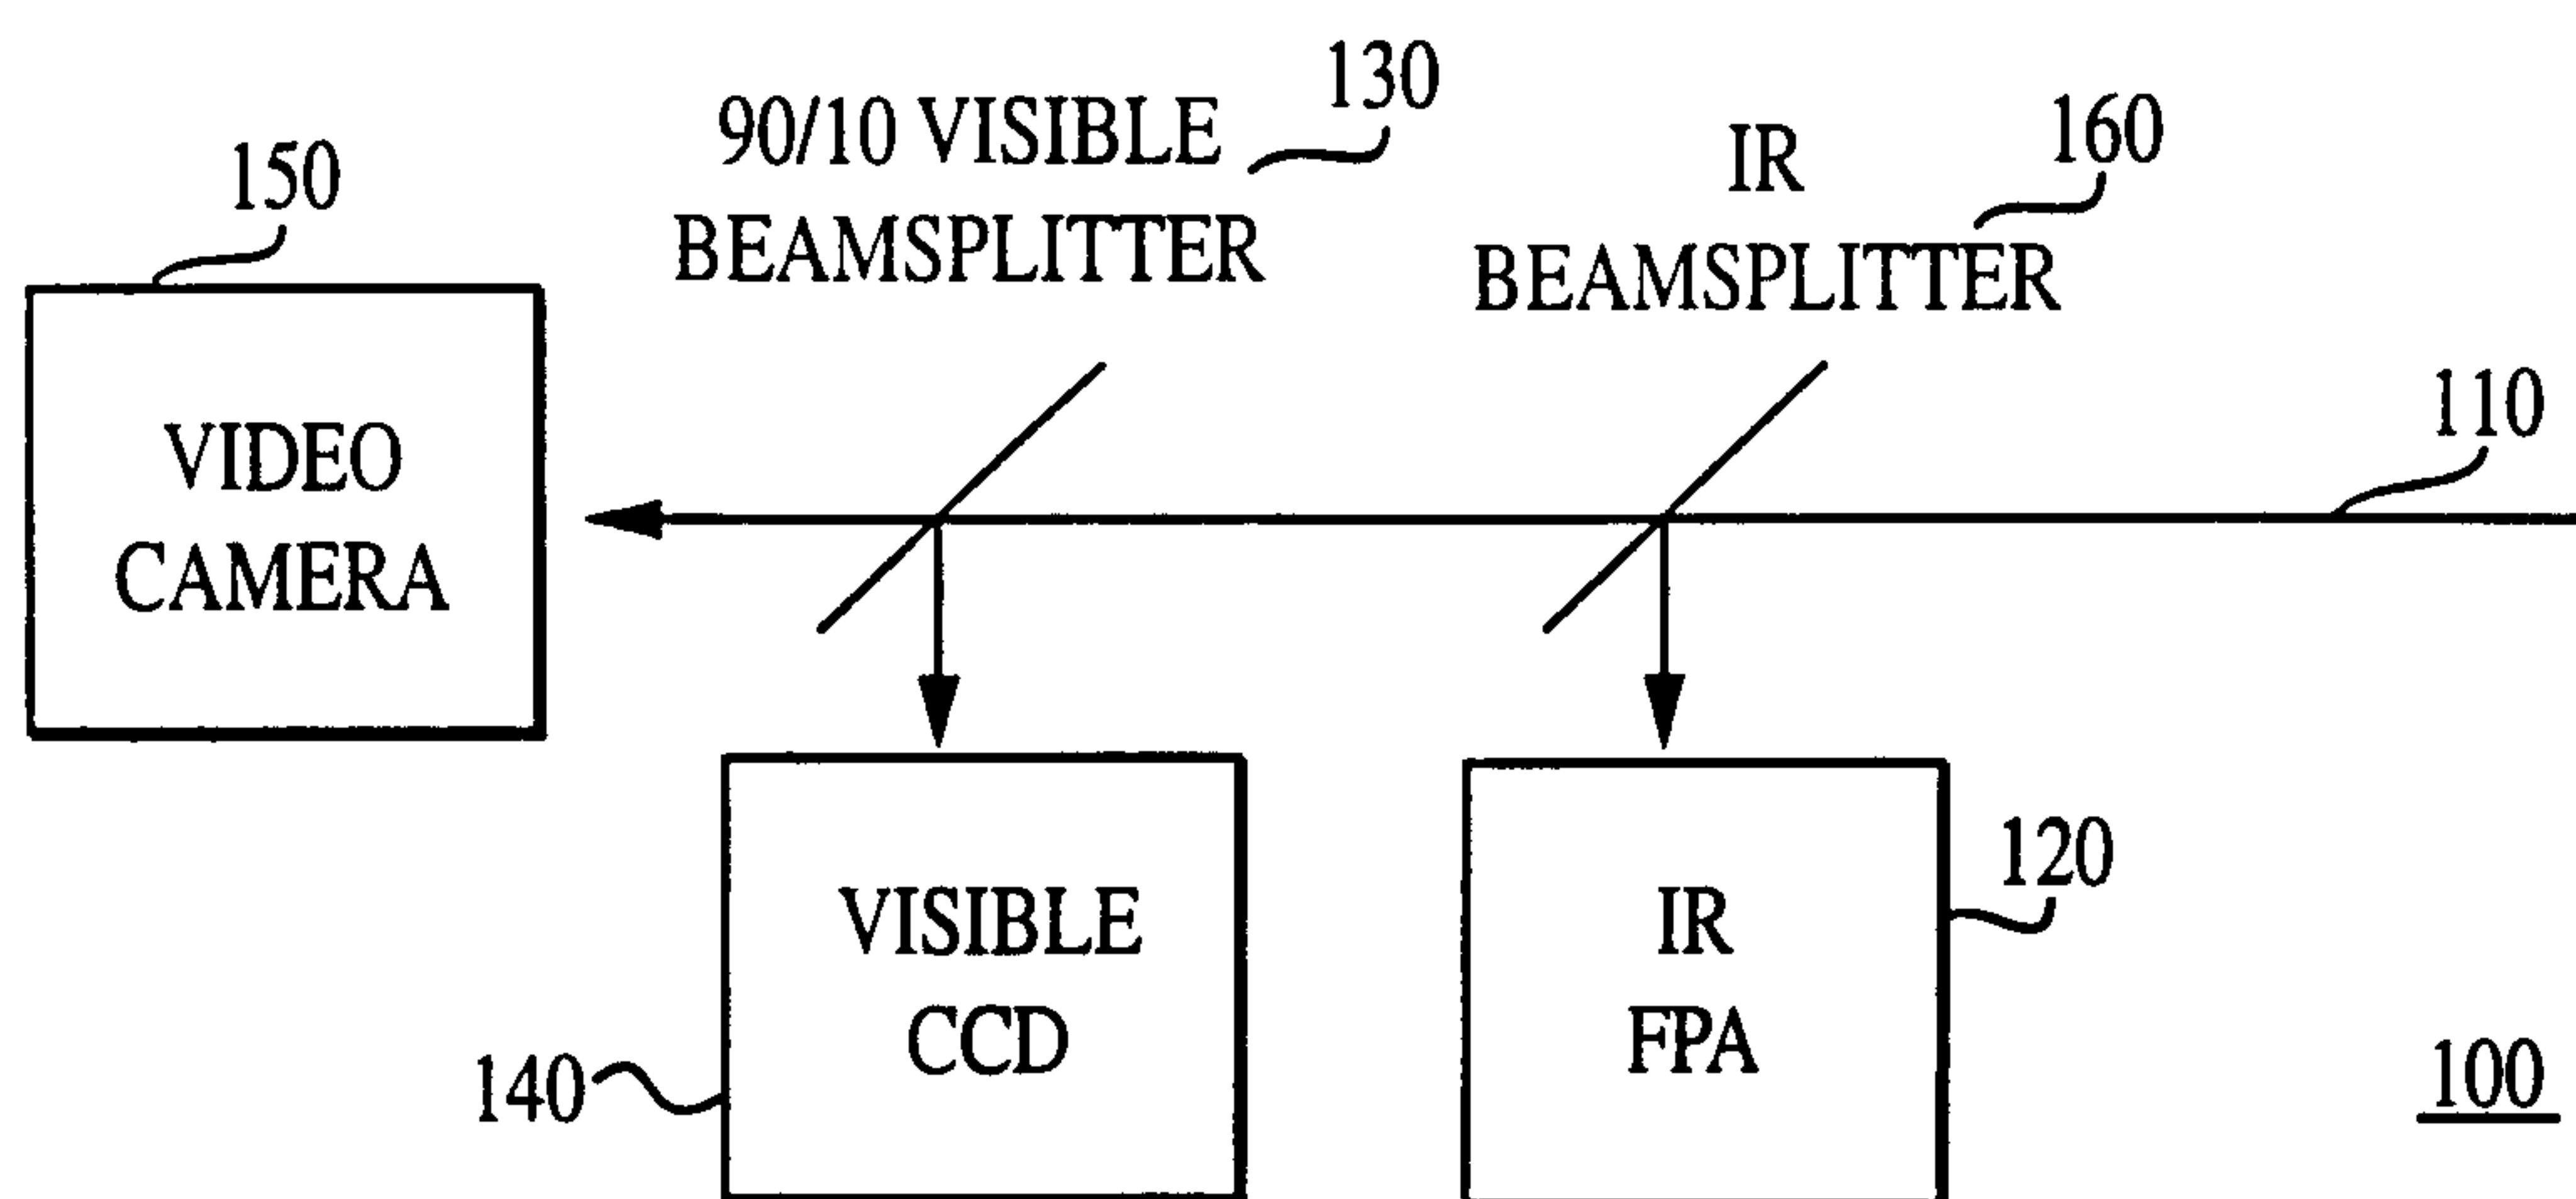 130
90/10 VISIBLE
BEAMSPLITTER
160
IR
BEAMSPLITTER
150
VIDEO
CAMERA
110
VISIBLE
CCD
140
IR
FPA
120
100